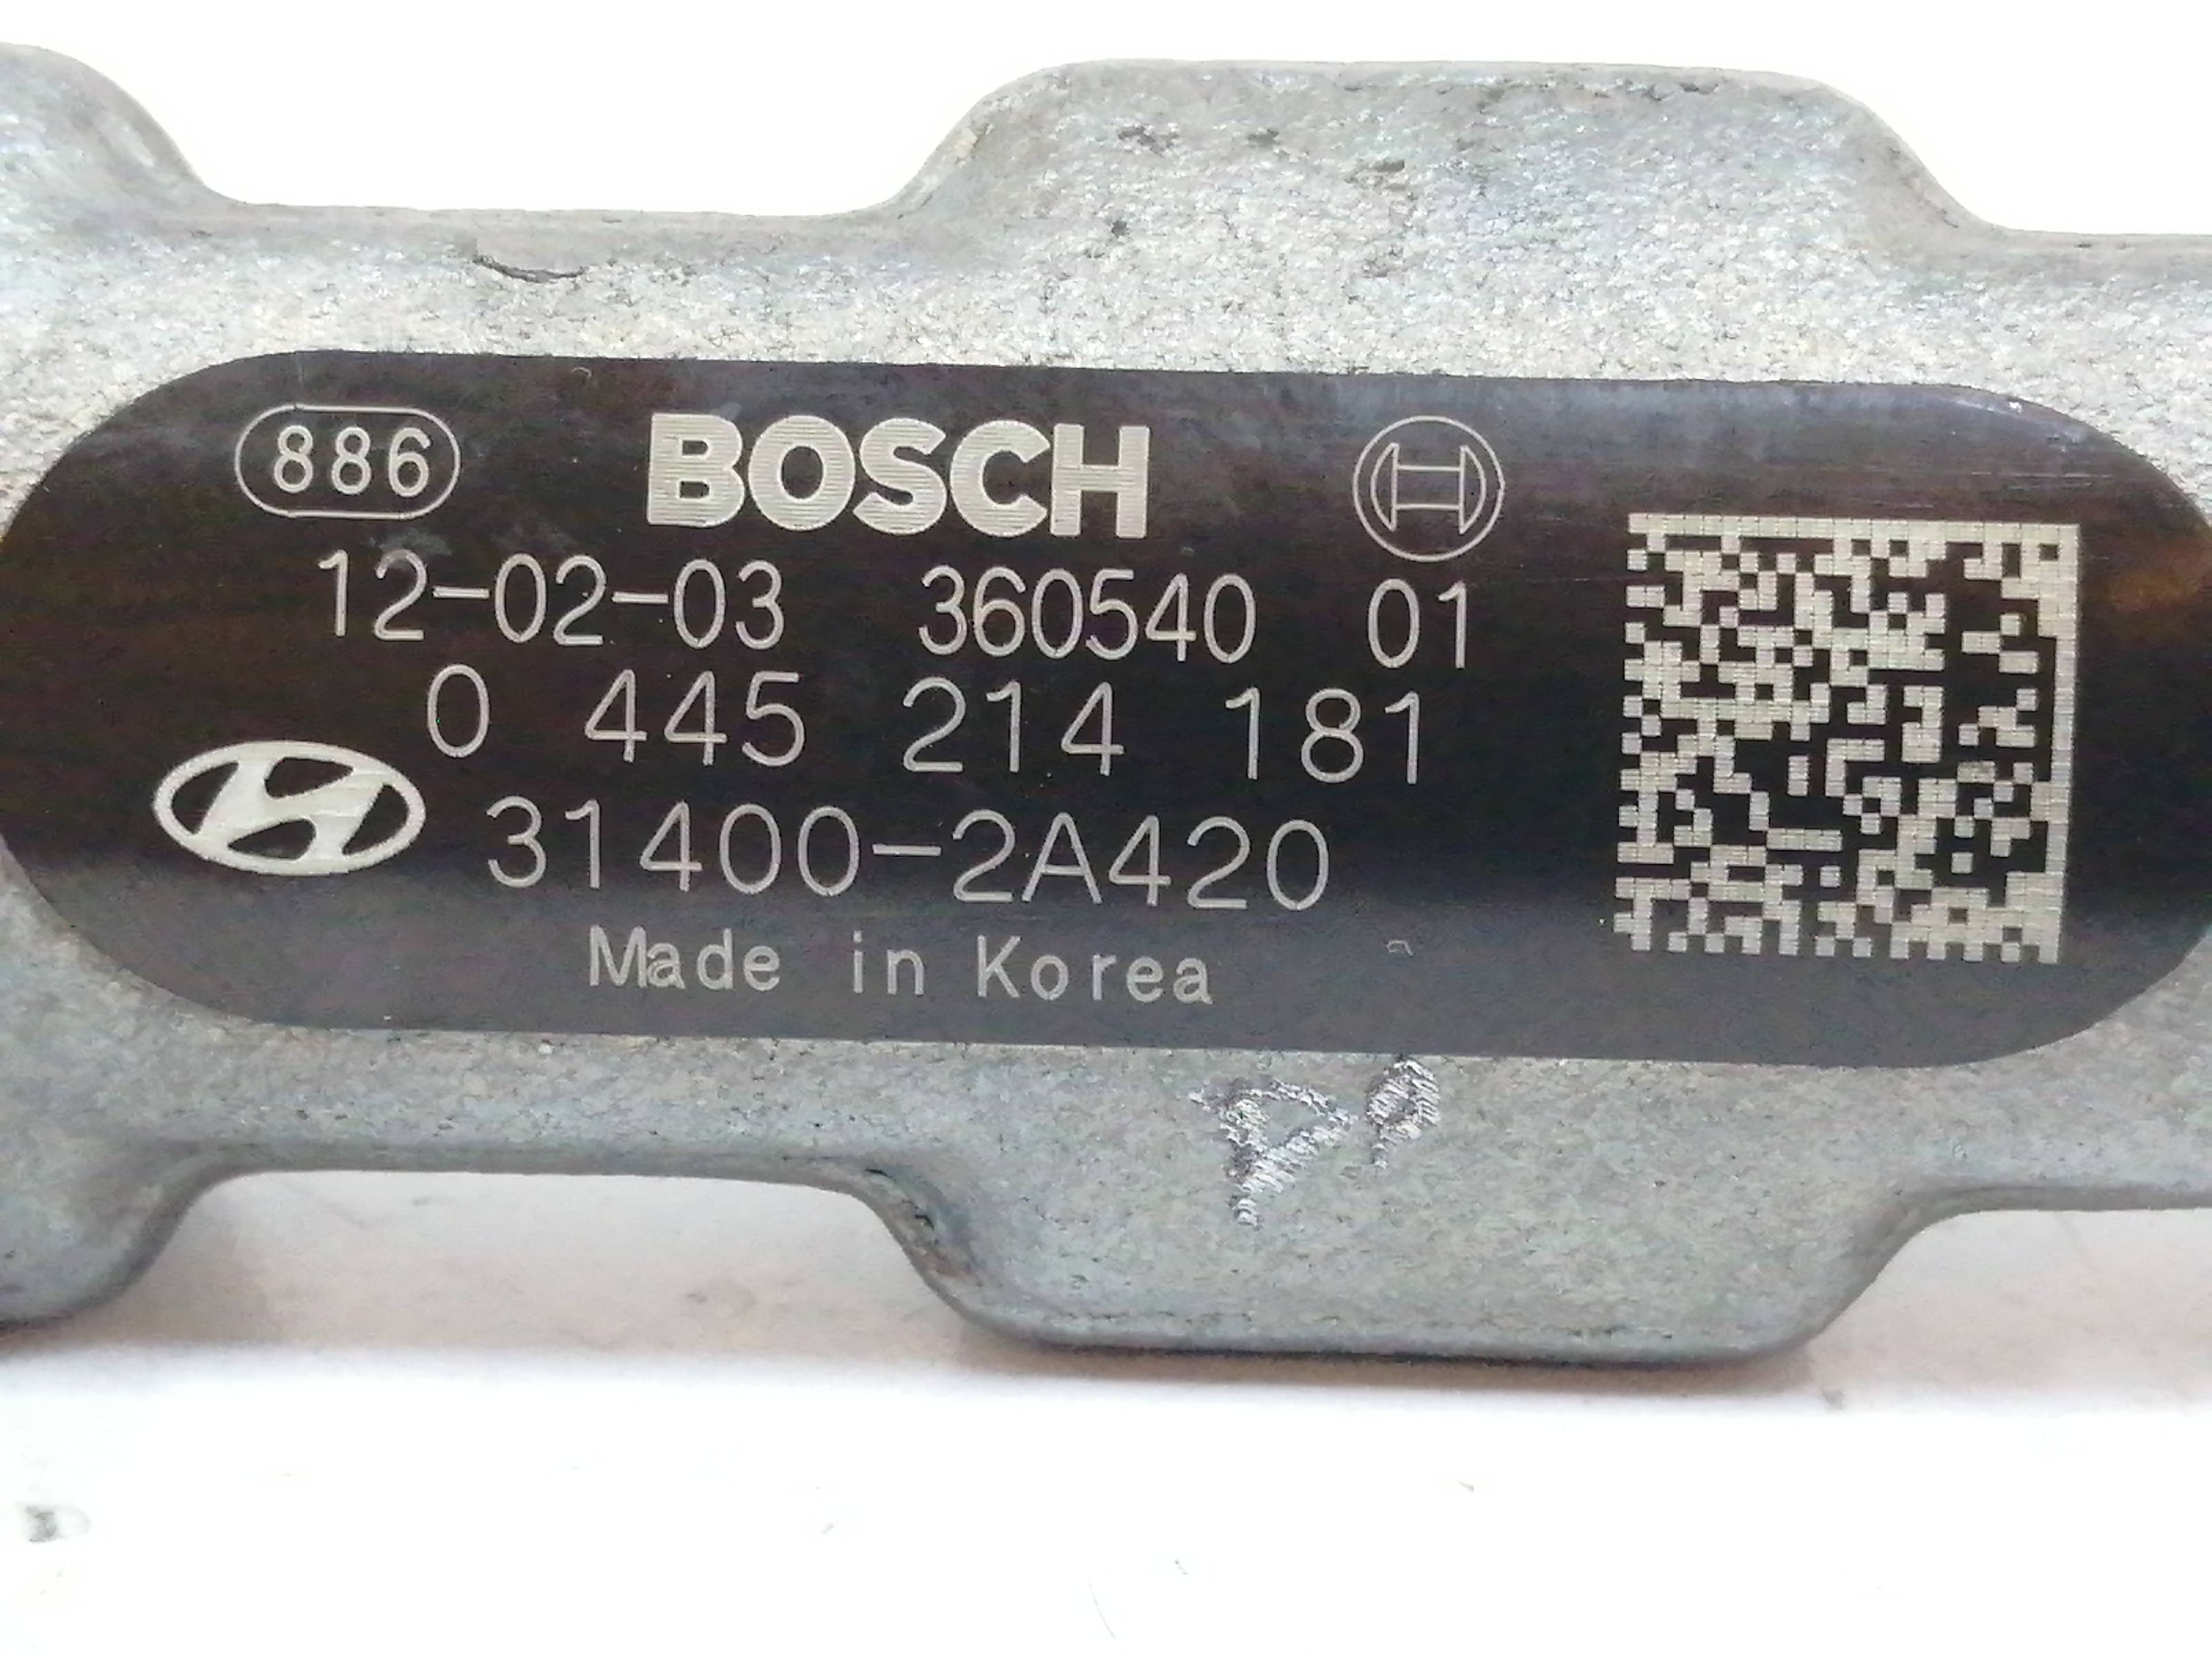 886 BOSCH
12-02-03 360540 01
0 445 214 181
31400-2A420
Made in Korea